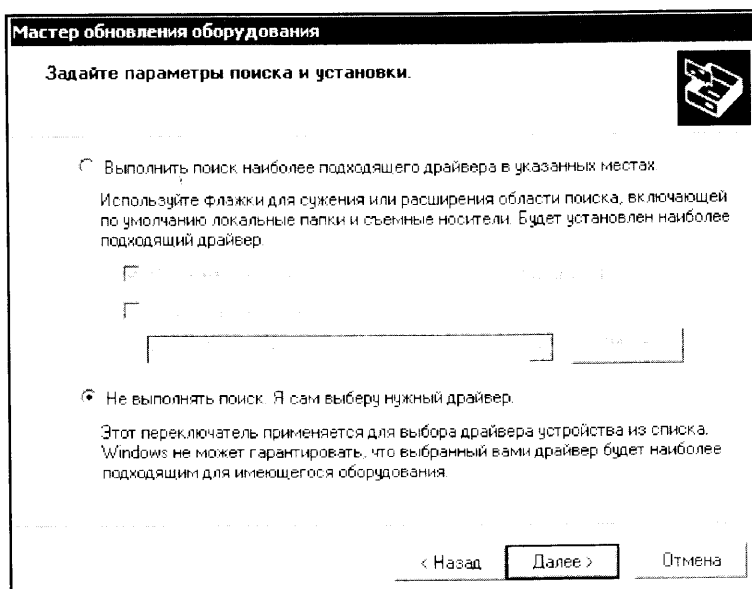 Мастер обновления оборудования
Задайте параметры поиска и установки.
Выполнить поиск наиболее подходящего драйвера в указанных местах.
Используйте флажки для сужения или расширения области поиска, включающей
по умолчанию локальные папки и съемные носители. Будет установлен наиболее
подходящий драйвер.
Не выполнять поиск. Я сам выберу нужный драйвер.
Этот переключатель применяется для выбора драйвера устройства из списка.
Windows не может гарантировать, что выбранный вами драйвер будет наиболее
подходящим для имеющегося оборудования.
< Назад
Далее >
Отмена